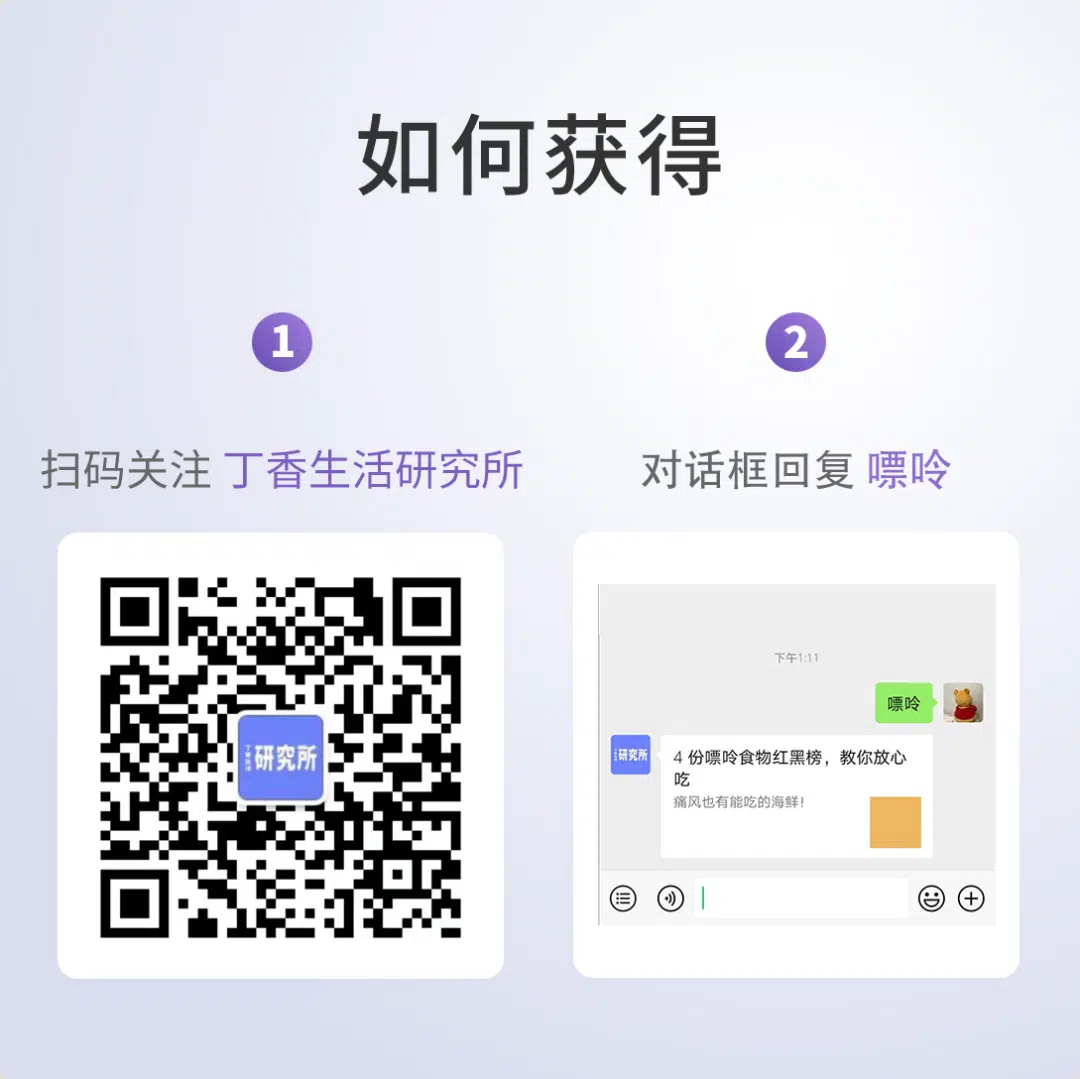 如何获得
1
扫码关注 丁香生活研究所
研究所
2
对话框回复 嘌呤
下午1:11
嘌呤
研究所
4 份嘌呤食物红黑榜，教你放心
吃
痛风也有能吃的海鲜！